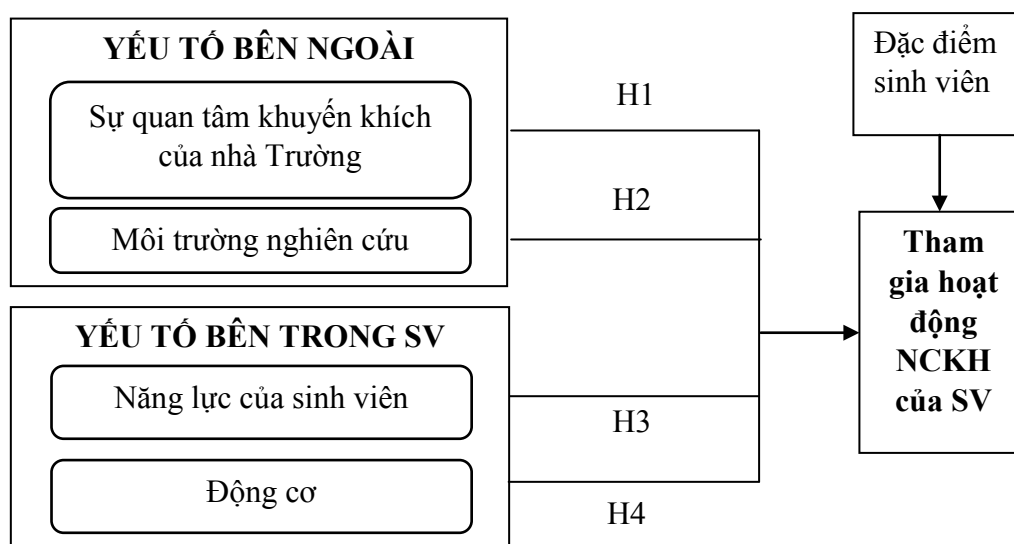 YẾU TỐ BÊN NGOÀI
Sự quan tâm khuyến khích
của nhà Trường
Môi trường nghiên cứu
YẾU TỐ BÊN TRONG SV
Năng lực của sinh viên
Động cơ
H1
H2
H3
H4
Đặc điểm
sinh viên
Tham
gia hoạt
động
NCKH
của SV